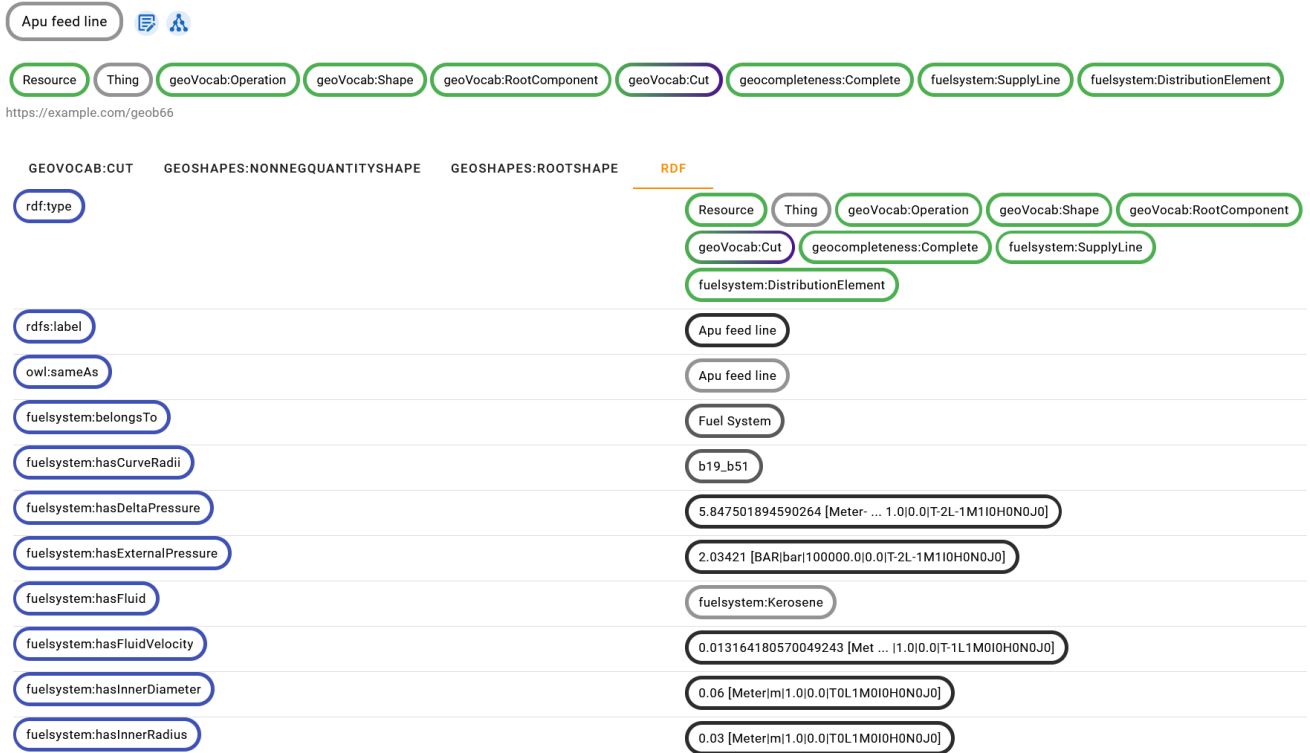 Apu feed line
Resource Thing geoVocab:Operation geoVocab:Shape geoVocab:RootComponent geoVocab:Cut geocompleteness:Complete fuelsystem:SupplyLine fuelsystem:DistributionElement
https://example.com/geob66
GEOVOCAB:CUT GEOSHAPES:NONNEGQUANTITYSHAPE GEOSHAPES:ROOTSHAPE RDF
rdf:type Resource Thing geoVocab:Operation geoVocab:Shape geoVocab:RootComponent
geoVocab:Cut geocompleteness:Complete fuelsystem:SupplyLine
fuelsystem:DistributionElement
rdfs:label Apu feed line
owl:sameAs Apu feed line
fuelsystem:belongsTo Fuel System
fuelsystem:hasCurveRadii b19_b51
fuelsystem:hasDeltaPressure 5.847501894590264 [Meter- ... 1.0|0.0|T-2L-1M1I0H0N0J0]
fuelsystem:hasExternalPressure 2.03421 [BAR|bar|100000.0|0.0|T-2L-1M1I0H0N0J0]
fuelsystem:hasFluid fuelsystem:Kerosene
fuelsystem:hasFluidVelocity 0.013164180570049243 [Met ... |1.0|0.0|T-1L1M0I0H0N0J0]
fuelsystem:hasInnerDiameter 0.06 [Meter|m|1.0|0.0|T0L1M0I0H0N0J0]
fuelsystem:hasInnerRadius 0.03 [Meter|m|1.0|0.0|T0L1M0I0H0N0J0]